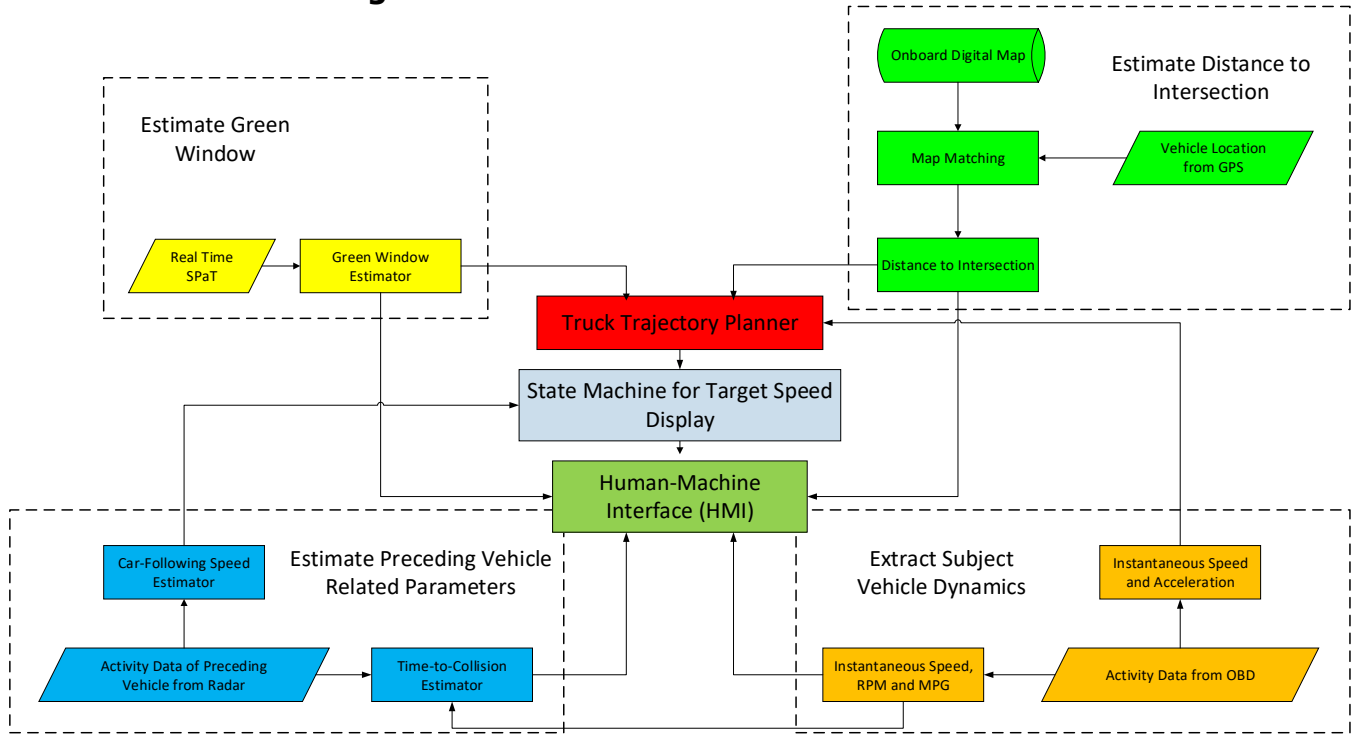 Onboard Digital Map
Estimate Distance to
Intersection
Estimate Green
Window
Map Matching
Vehicle Location
from GPS
Real Time
SPaT
Green Window
Estimator
Distance to Intersection
Truck Trajectory Planner
State Machine for Target Speed
Display
Human-Machine
Interface (HMI)
Car-Following Speed
Estimator
Estimate Preceding Vehicle
Related Parameters
Extract Subject
Vehicle Dynamics
Instantaneous Speed
and Acceleration
Activity Data of Preceding
Vehicle from Radar
Time-to-Collision
Estimator
Instantaneous Speed,
RPM and MPG
Activity Data from OBD